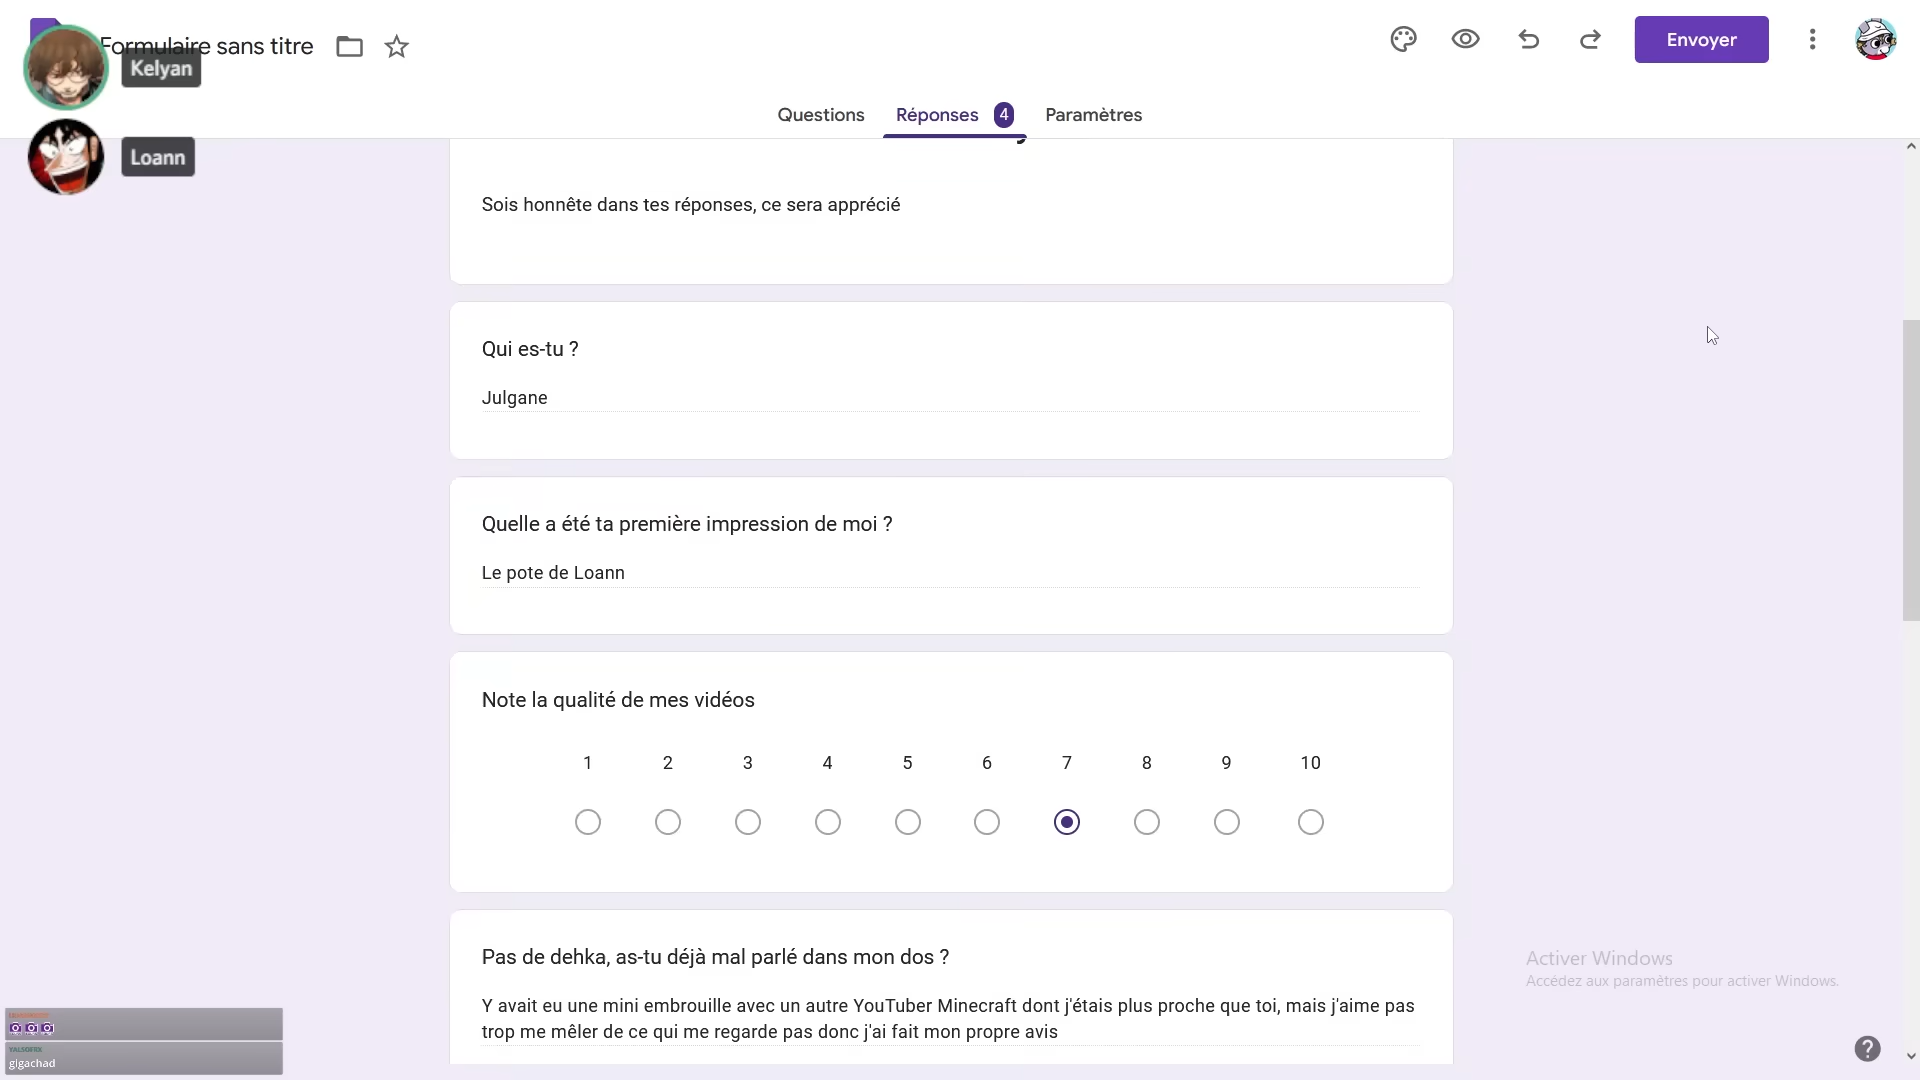 Formulaire sans titre
Kelyan
Loann
Envoyer
Questions
Réponses 4
Paramètres
Sois honnête dans tes réponses, ce sera apprécié
Qui es-tu ?
Julgane
Quelle a été ta première impression de moi ?
Le pote de Loann
Note la qualité de mes vidéos
1 2 3 4 5 6 7 8 9 10
Pas de dehka, as-tu déjà mal parlé dans mon dos ?
Y avait eu une mini embrouille avec un autre YouTuber Minecraft dont j'étais plus proche que toi, mais j'aime pas
trop me mêler de ce qui me regarde pas donc j'ai fait mon propre avis
Activer Windows
Accédez aux paramètres pour activer Windows.
gigachad